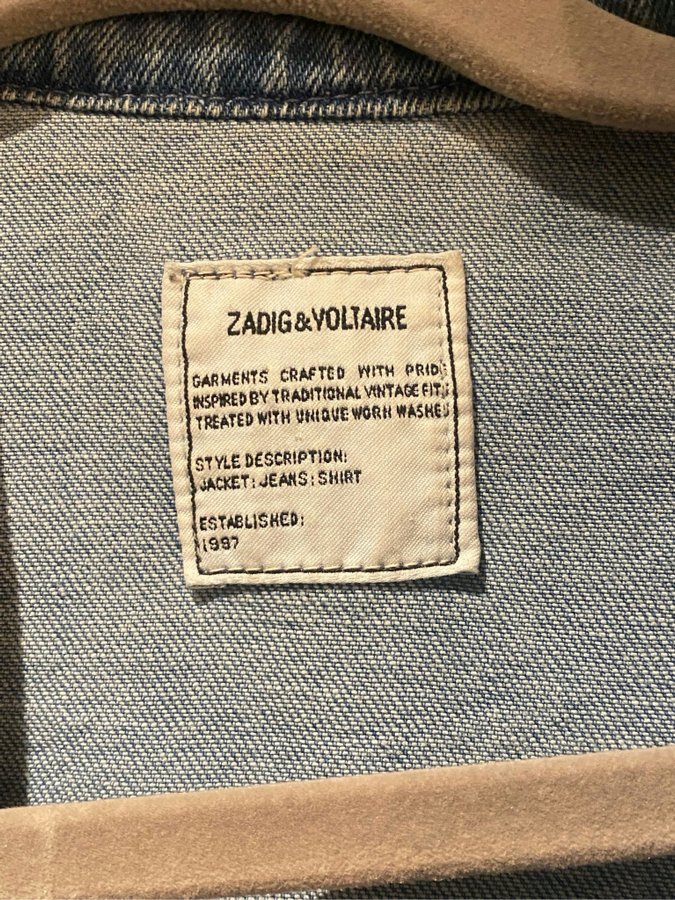 ZADIG&VOLTAIRE
GARMENTS CRAFTED WITH PRID
INSPIRED BY TRADITIONAL VINTAGE FIT
TREATED WITH UNIQUE WORN WASHE
STYLE DESCRIPTION:
JACKET:JEANS:SHIRT
ESTABLISHED:
1997